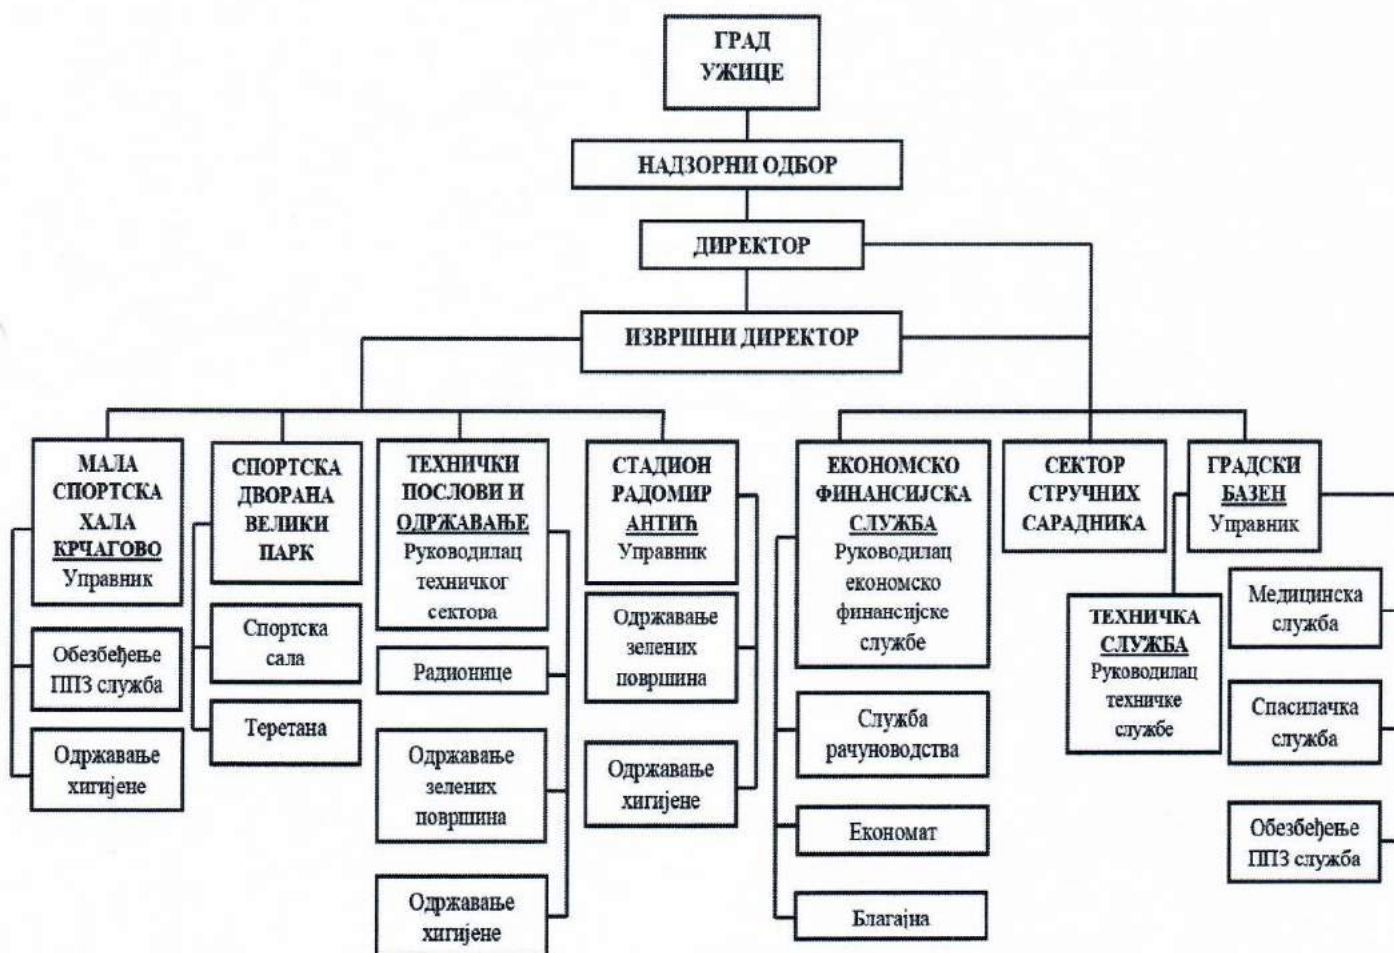 ГРАД
УЖИЦЕ
НАДЗОРНИ ОДБОР
ДИРЕКТОР
ИЗВРШНИ ДИРЕКТОР
МАЛА
СПОРТСКА
ХАЛА
КРЧАГОВО
Управник
Обезбеђење
ППЗ служба
Одржавање
хигијене
СПОРТСКА
ДВОРАНА
ВЕЛИКИ
ПАРК
Спортска
сала
Теретана
ТЕХНИЧКИ
ПОСЛОВИ И
ОДРЖАВАЊЕ
Руководилац
техничког
сектора
Радионице
Одржавање
зелених
површина
Одржавање
хигијене
СТАДИОН
РАДОМИР
АНТИЋ
Управник
Одржавање
зелених
површина
Одржавање
хигијене
ЕКОНОМСКО
ФИНАНСИЈСКА
СЛУЖБА
Руководилац
економско
финансијске
службе
Служба
рачуноводства
Економат
Благајна
СЕКТОР
СТРУЧНИХ
САРАДНИКА
ГРАДСКИ
БАЗЕН
Управник
ТЕХНИЧКА
СЛУЖБА
Руководилац
техничке
службе
Медицинска
служба
Спасилачка
служба
Обезбеђење
ППЗ служба